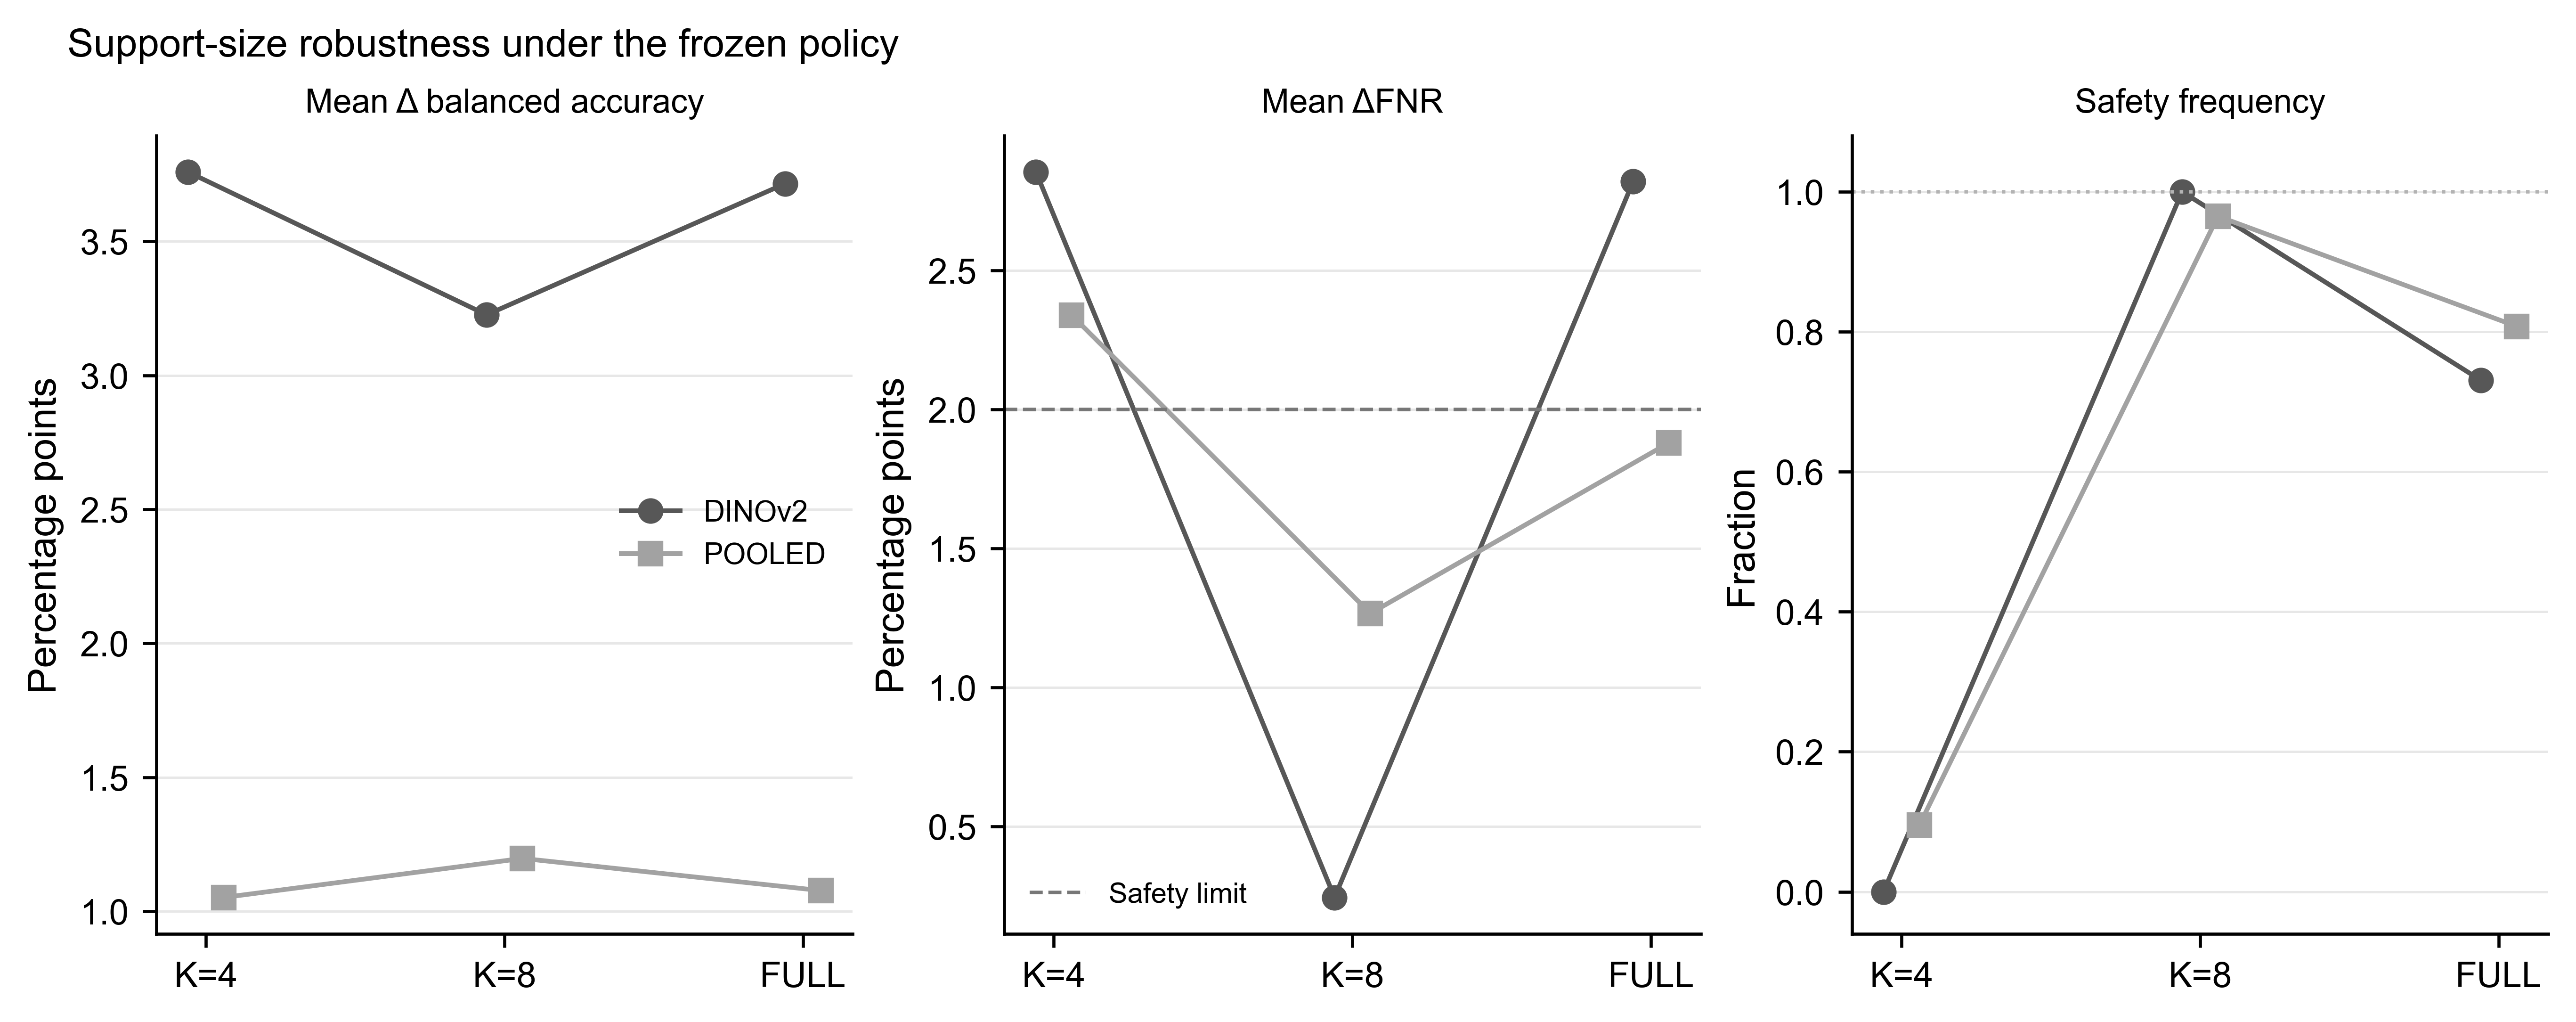 Support-size robustness under the frozen policy
Mean Δ balanced accuracy
Percentage points
3.5
3.0
2.5
2.0
1.5
1.0
DINOv2
POOLED
K=4
K=8
FULL
Mean ΔFNR
Percentage points
2.5
2.0
1.5
1.0
0.5
Safety limit
K=4
K=8
FULL
Safety frequency
Fraction
1.0
0.8
0.6
0.4
0.2
0.0
K=4
K=8
FULL